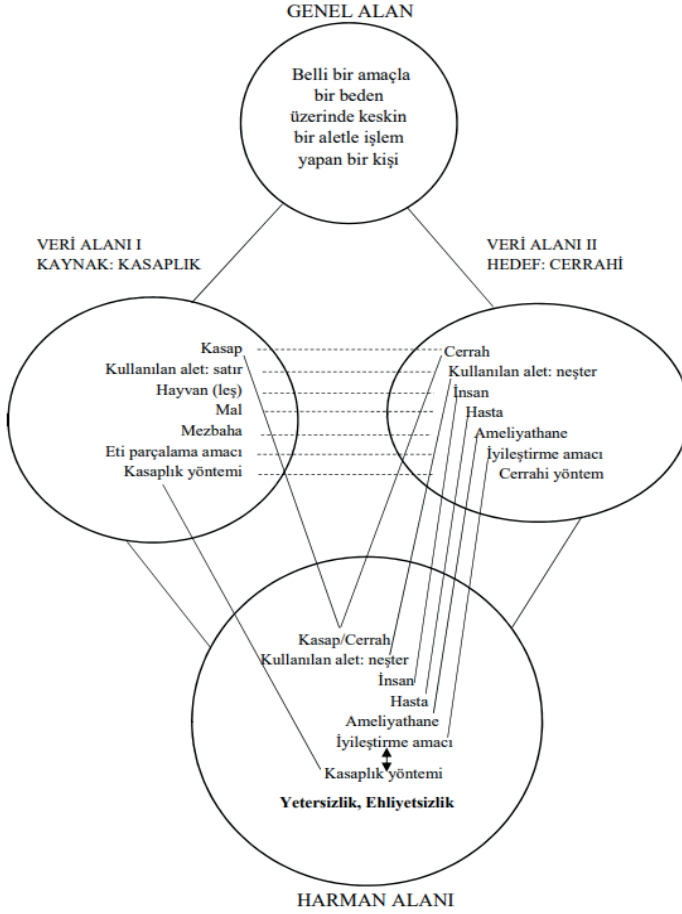 GENEL ALAN
Belli bir amaçla
bir beden
üzerinde keskin
bir aletle işlem
yapan bir kişi
VERİ ALANI I
KAYNAK: KASAPLIK
VERİ ALANI II
HEDEF: CERRAHİ
Kasap
Kullanılan alet: satır
Hayvan (leş)
Mal
Mezbaha
Eti parçalama amacı
Kasaplık yöntemi
Cerrah
Kullanılan alet: neşter
İnsan
Hasta
Ameliyathane
İyileştirme amacı
Cerrahi yöntem
Kasap/Cerrah
Kullanılan alet: neşter
İnsan
Hasta
Ameliyathane
İyileştirme amacı
Kasaplık yöntemi
Yetersizlik, Ehliyetsizlik
HARMAN ALANI